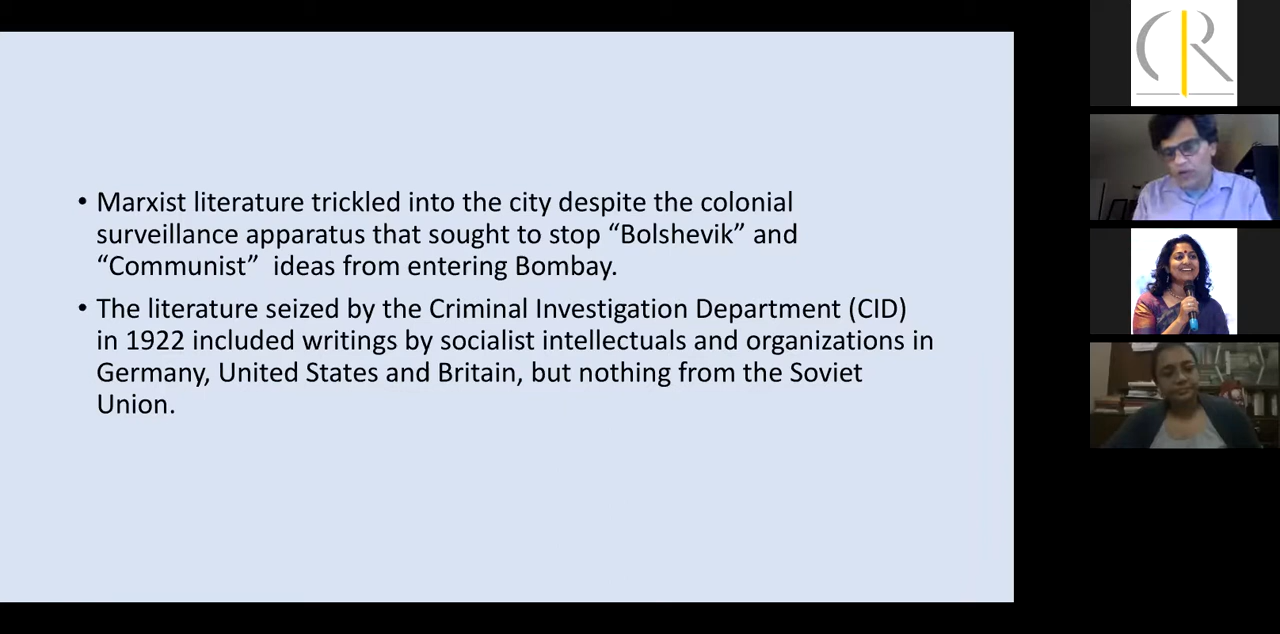 • Marxist literature trickled into the city despite the colonial
surveillance apparatus that sought to stop “Bolshevik” and
“Communist”  ideas from entering Bombay.
• The literature seized by the Criminal Investigation Department (CID)
in 1922 included writings by socialist intellectuals and organizations in
Germany, United States and Britain, but nothing from the Soviet
Union.
CR